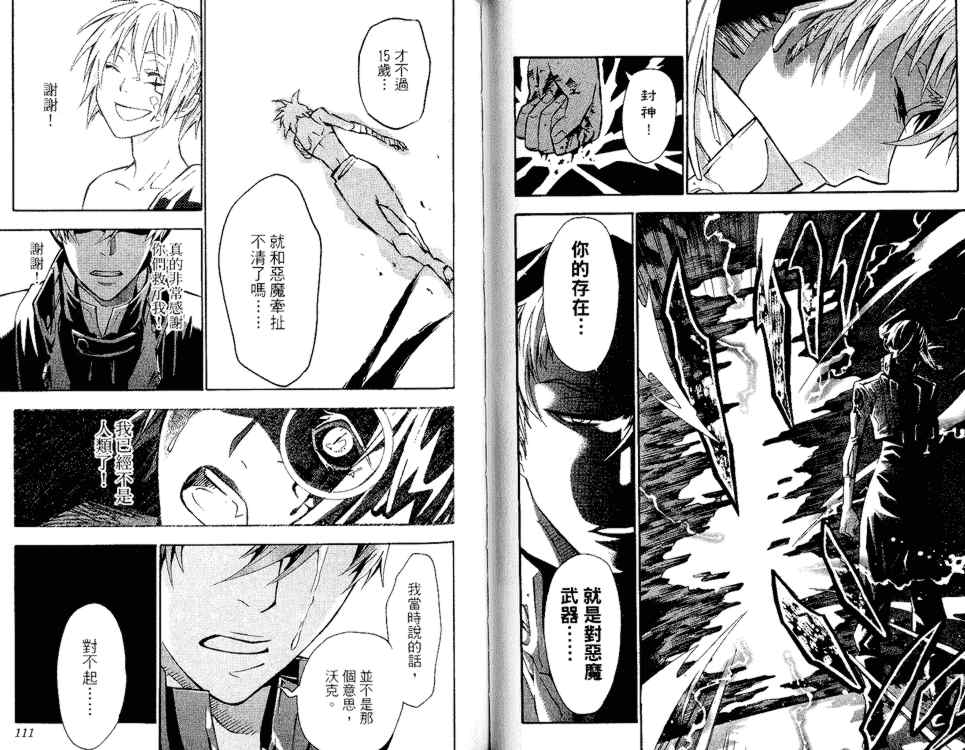 封神！
你的存在…
就是對惡魔
武器……
才不過
15歲…
就和惡魔牽扯
不清了嗎……
謝謝！
真的非常感謝
你們救了我！
謝謝！
我已經不是
人類了！
我當時說的話，
並不是那
個意思，
沃克。
對不起……
111